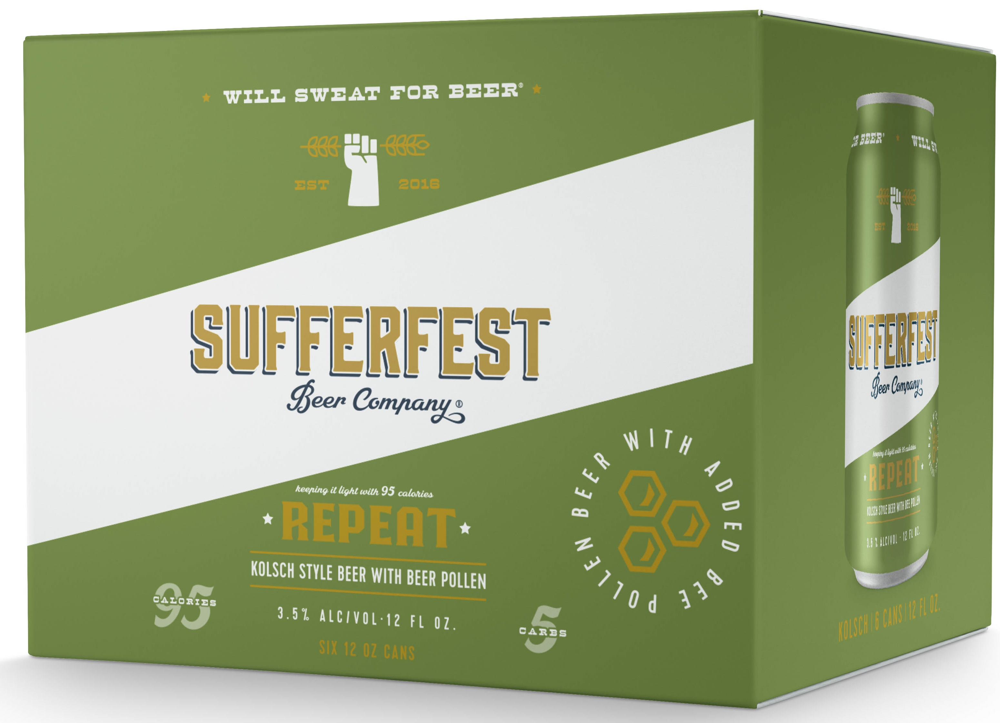 WILL SWEAT FOR BEER®
EST 2016
SUFFERFEST
Beer Company®
keeping it light with 95 calories
REPEAT
KOLSCH STYLE BEER WITH BEER POLLEN
3.5% ALC/VOL·12 FL OZ.
SIX 12 OZ CANS
95
CALORIES
5
CARBS
BEER WITH ADDED BEE POLLEN
OR BEER®
WILL SW
EST 2016
SUFFERFEST
Beer Company®
keeping it light with 95 calories
REPEAT
KOLSCH STYLE BEER WITH BEE POLLEN
3.5% ALC/VOL · 12 FL OZ.
KOLSCH | 6 CANS | 12 FL OZ.